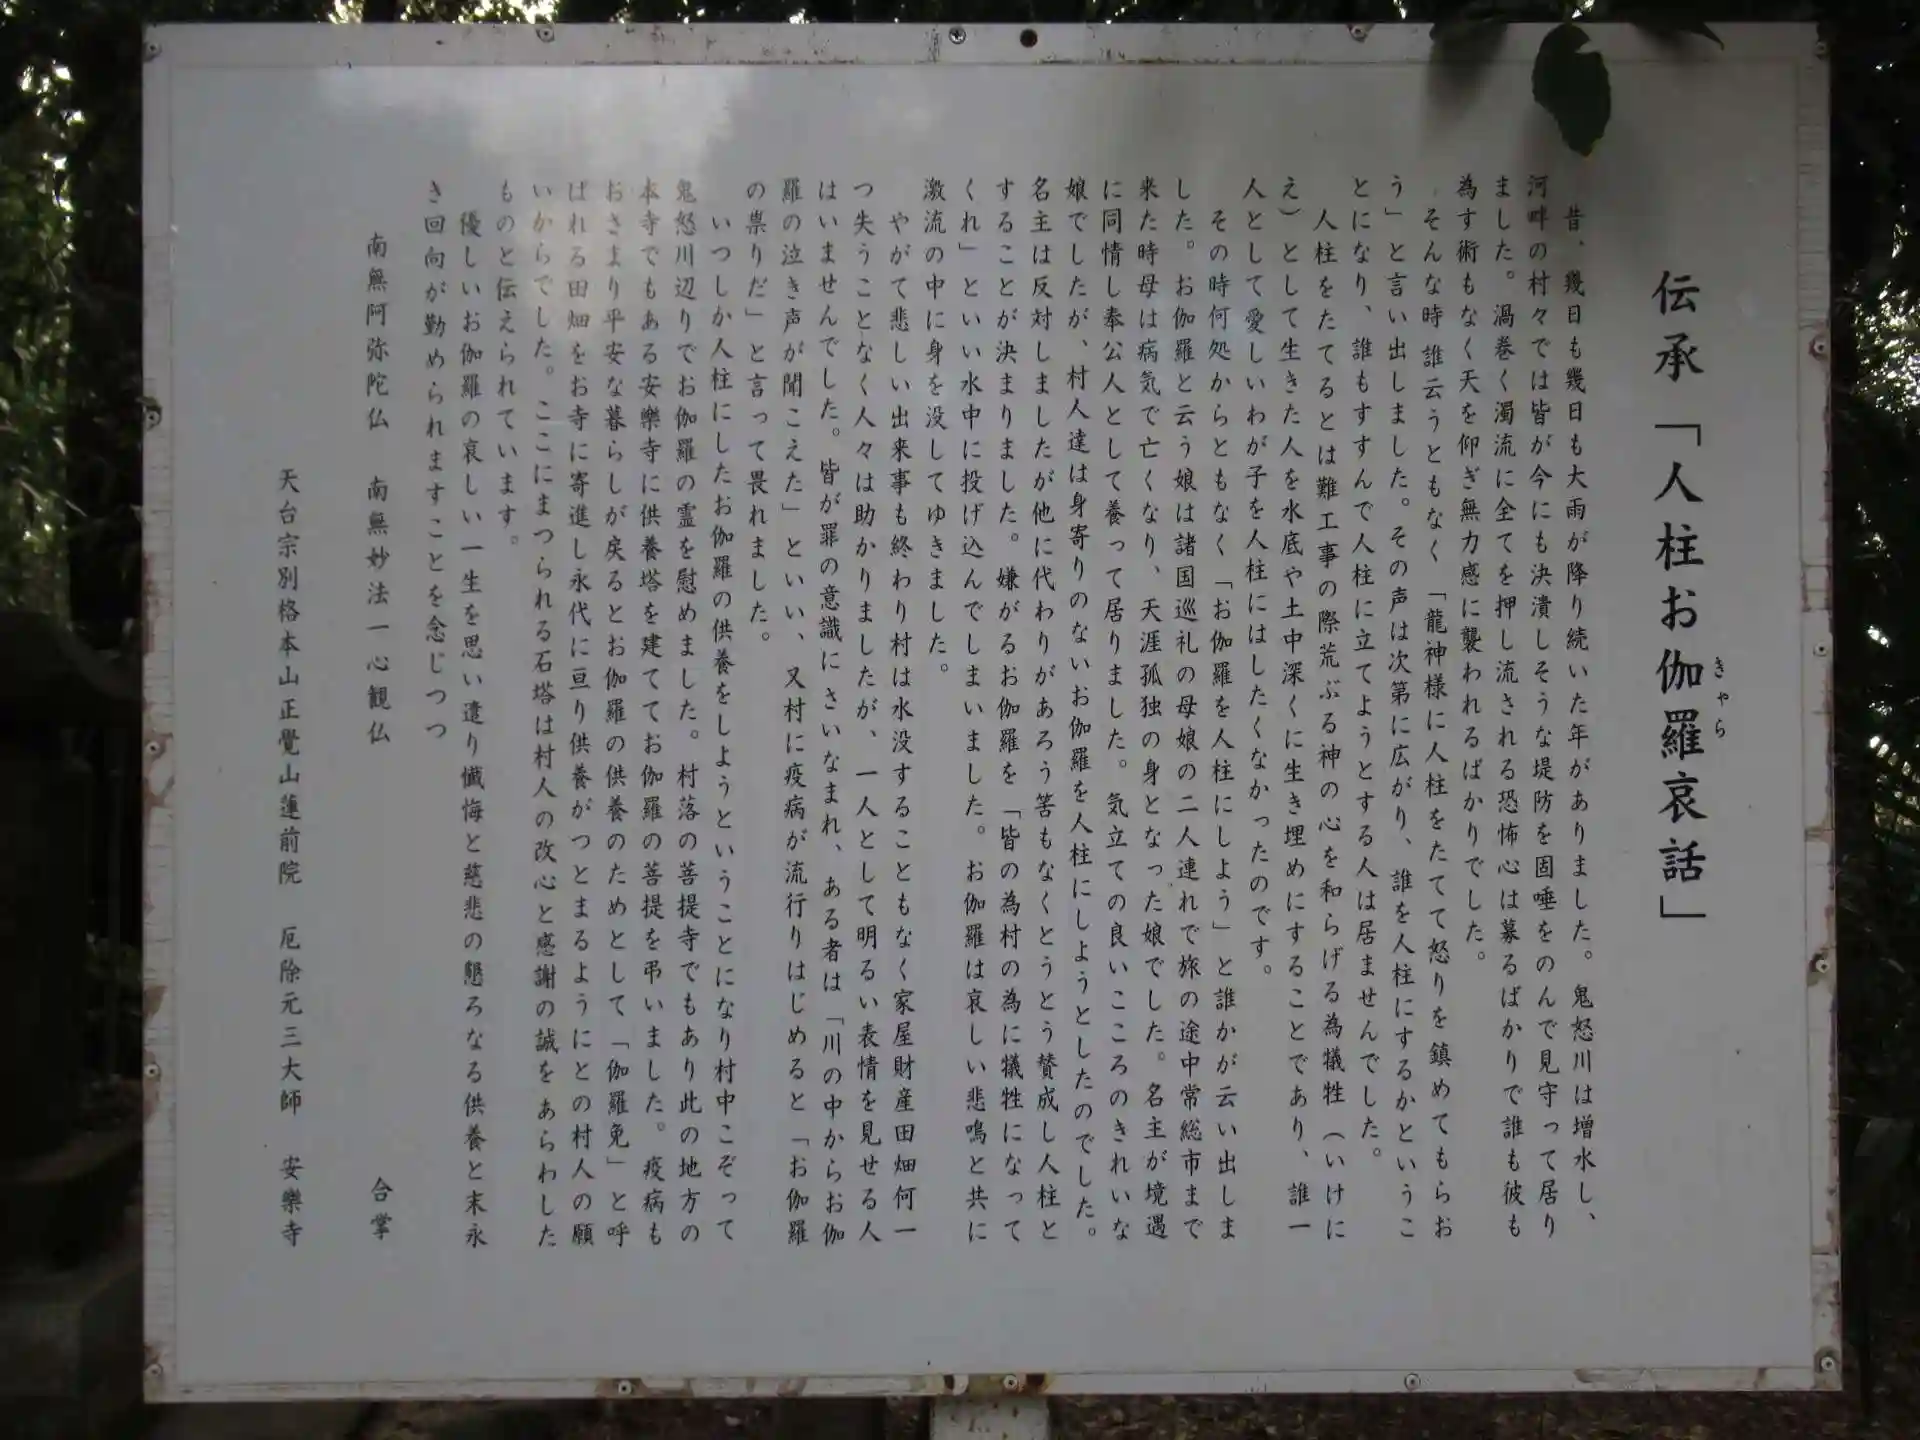 伝承「人柱お伽羅哀話」
きゃら
昔、幾日も幾日も大雨が降り続いた年がありました。鬼怒川は増水し、
河畔の村々では皆が今にも決潰しそうな堤防を固唾をのんで見守って居り
ました。渦巻く濁流に全てを押し流される恐怖心は募るばかりで誰も彼も
為す術もなく天を仰ぎ無力感に襲われるばかりでした。
そんな時誰云うともなく「龍神様に人柱をたてて怒りを鎮めてもらお
う」と言い出しました。その声は次第に広がり、誰を人柱にするかというこ
とになり、誰もすすんで人柱に立てようとする人は居ませんでした。
人柱をたてるとは難工事の際荒ぶる神の心を和らげる為犠牲（いけに
え）として生きた人を水底や土中深くに生き埋めにすることであり、誰一
人として愛しいわが子を人柱にはしたくなかったのです。
その時何処からともなく「お伽羅を人柱にしよう」と誰かが云い出しま
した。お伽羅と云う娘は諸国巡礼の母娘の二人連れで旅の途中常総市まで
来た時母は病気で亡くなり、天涯孤独の身となった娘でした。名主が境遇
に同情し奉公人として養って居りました。気立ての良いこころのきれいな
娘でしたが、村人達は身寄りのないお伽羅を人柱にしようとしたのでした。
名主は反対しましたが他に代わりがあろう筈もなくとうとう賛成し人柱と
することが決まりました。嫌がるお伽羅を「皆の為村の為に犠牲になって
くれ」といい水中に投げ込んでしまいました。お伽羅は哀しい悲鳴と共に
激流の中に身を没してゆきました。
やがて悲しい出来事も終わり村は水没することもなく家屋財産田畑何一
つ失うことなく人々は助かりましたが、一人として明るい表情を見せる人
はいませんでした。皆が罪の意識にさいなまれ、ある者は「川の中からお伽
羅の泣き声が聞こえた」といい、又村に疫病が流行りはじめると「お伽羅
の祟りだ」と言って畏れました。
いつしか人柱にしたお伽羅の供養をしようということになり村中こぞって
鬼怒川辺りでお伽羅の霊を慰めました。村落の菩提寺でもあり此の地方の
本寺でもある安樂寺に供養塔を建ててお伽羅の菩提を弔いました。疫病も
おさまり平安な暮らしが戻るとお伽羅の供養のためとして「伽羅免」と呼
ばれる田畑をお寺に寄進し永代に亘り供養がつとまるようにとの村人の願
いからでした。ここにまつられる石塔は村人の改心と感謝の誠をあらわした
ものと伝えられています。
優しいお伽羅の哀しい一生を思い遣り懺悔と慈悲の懇ろなる供養と末永
き回向が勤められますことを念じつつ
南無阿弥陀仏　南無妙法一心観仏　合掌
天台宗別格本山正覺山蓮前院　厄除元三大師　安樂寺